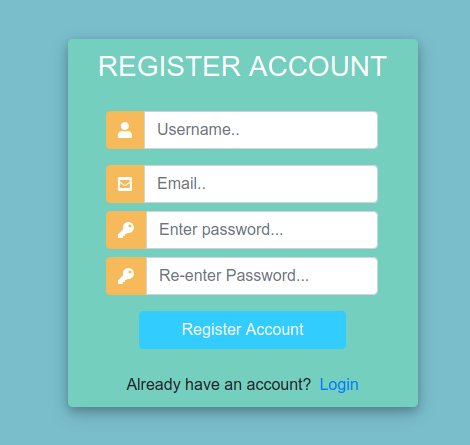 REGISTER ACCOUNT
Username..
Email..
Enter password...
Re-enter Password...
Register Account
Already have an account? Login